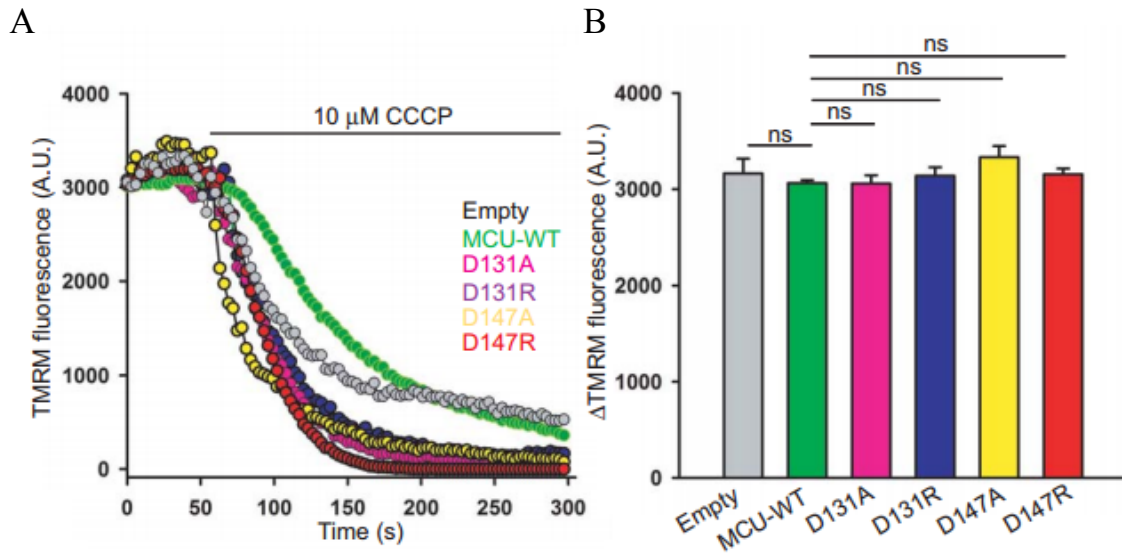 A
TMRM fluorescence (A.U.)
4000
3000
2000
1000
0
10 μM CCCP
Empty
MCU-WT
D131A
D131R
D147A
D147R
0
50
100
150
200
250
300
Time (s)
B
ΔTMRM fluorescence (A.U.)
4000
3000
2000
1000
0
ns
ns
ns
ns
ns
Empty
MCU-WT
D131A
D131R
D147A
D147R